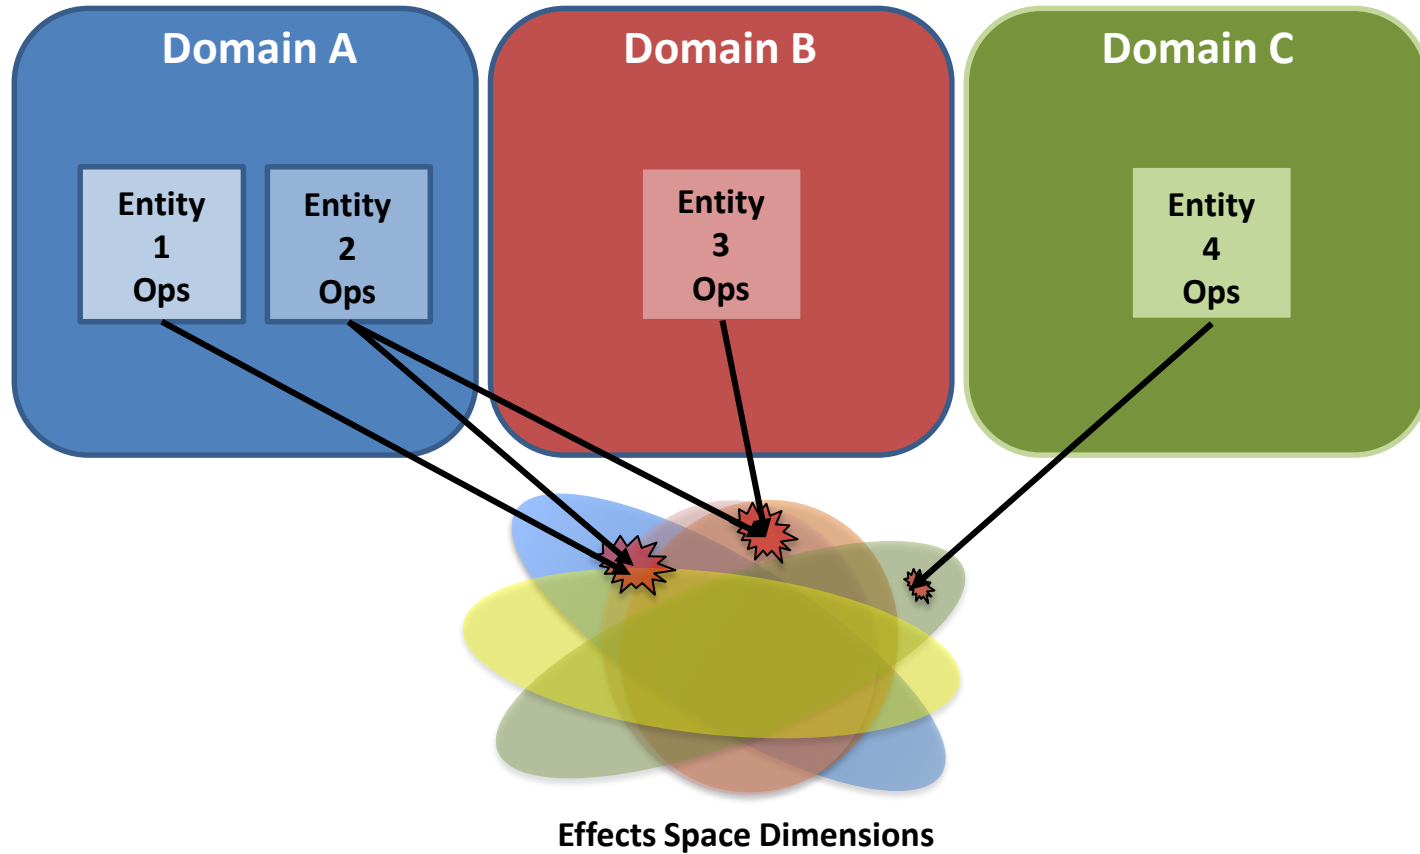 Domain A
Domain B
Domain C
Entity
1
Ops
Entity
2
Ops
Entity
3
Ops
Entity
4
Ops
Effects Space Dimensions